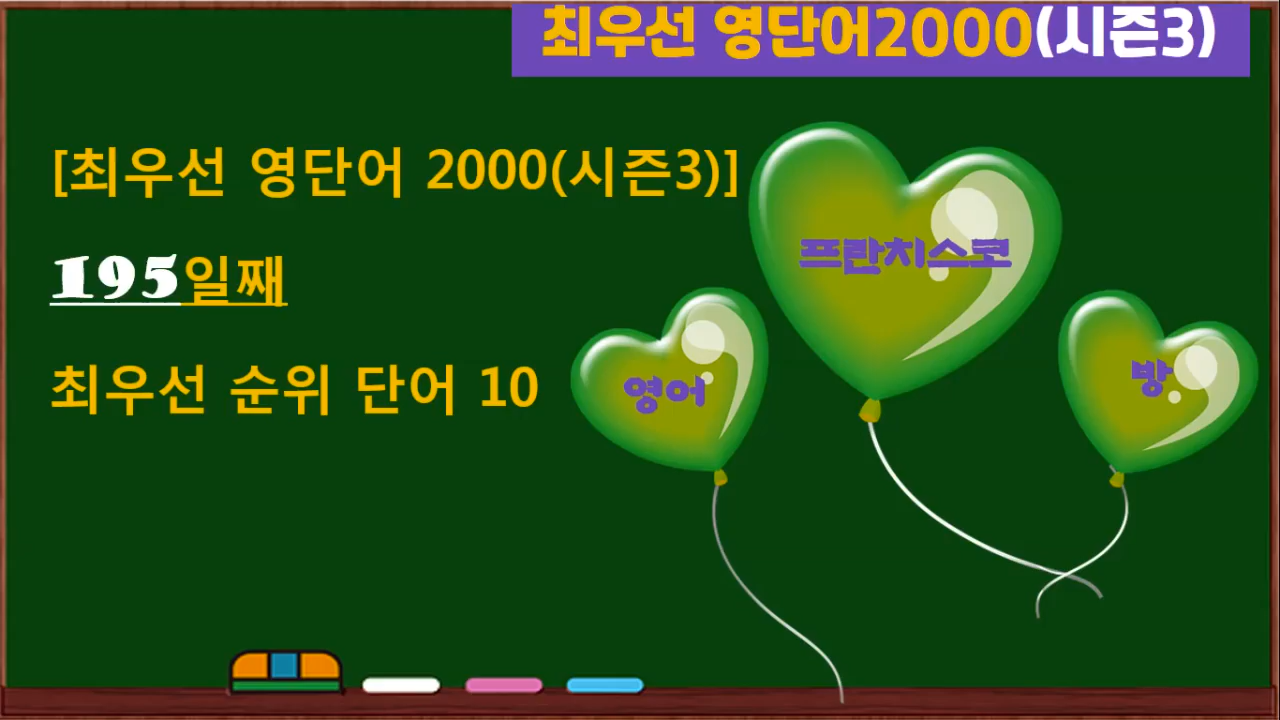 최우선 영단어2000(시즌3)
[최우선 영단어 2000(시즌3)]
195일째
최우선 순위 단어 10
프란치스코
영어
방